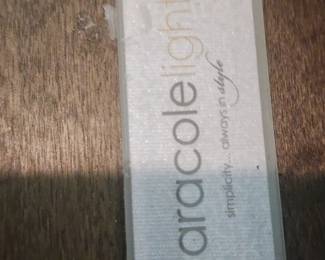 aracolelight
simplicity... always in style